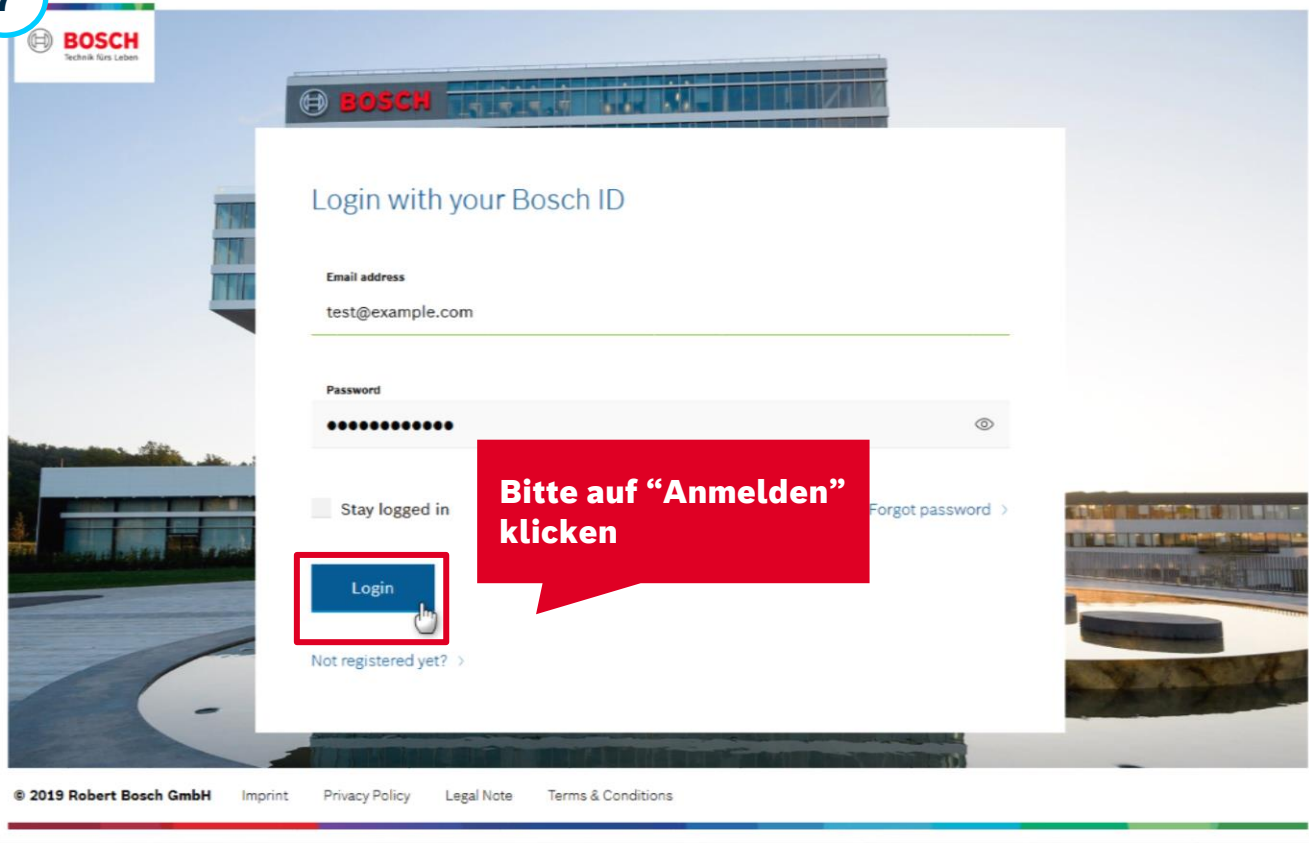 BOSCH
Technik fürs Leben
BOSCH
Login with your Bosch ID
Email address
test@example.com
Password
●●●●●●●●●●●●
Bitte auf “Anmelden”
klicken
Stay logged in
Forgot password >
Login
Not registered yet? >
© 2019 Robert Bosch GmbH Imprint Privacy Policy Legal Note Terms & Conditions